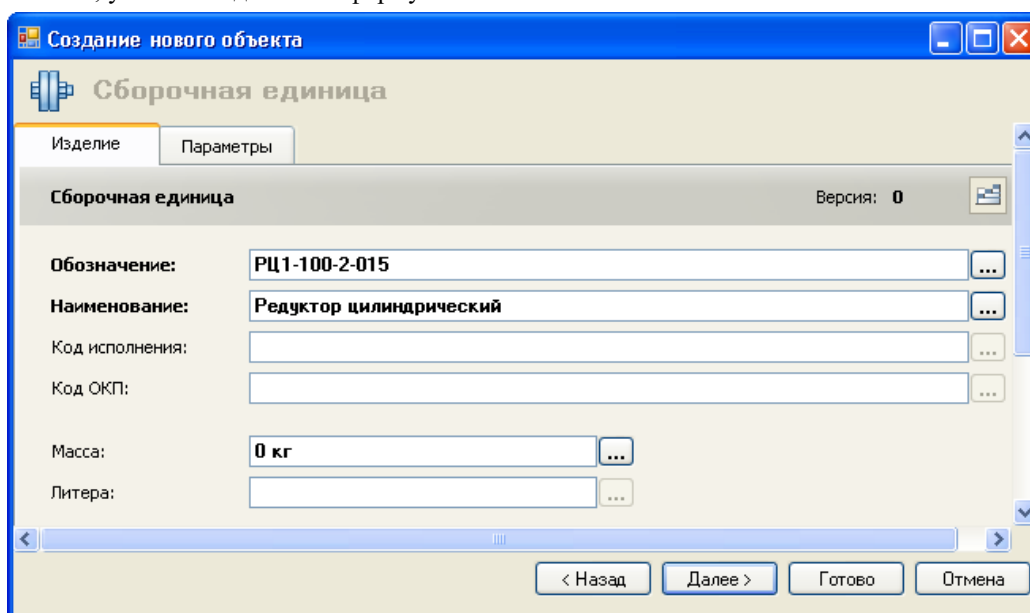 Создание нового объекта
Сборочная единица
Изделие Параметры
Сборочная единица Версия: 0
Обозначение: РЦ1-100-2-015 ...
Наименование: Редуктор цилиндрический ...
Код исполнения: ...
Код ОКП: ...
Масса: 0 кг ...
Литера: ...
< Назад Далее > Готово Отмена